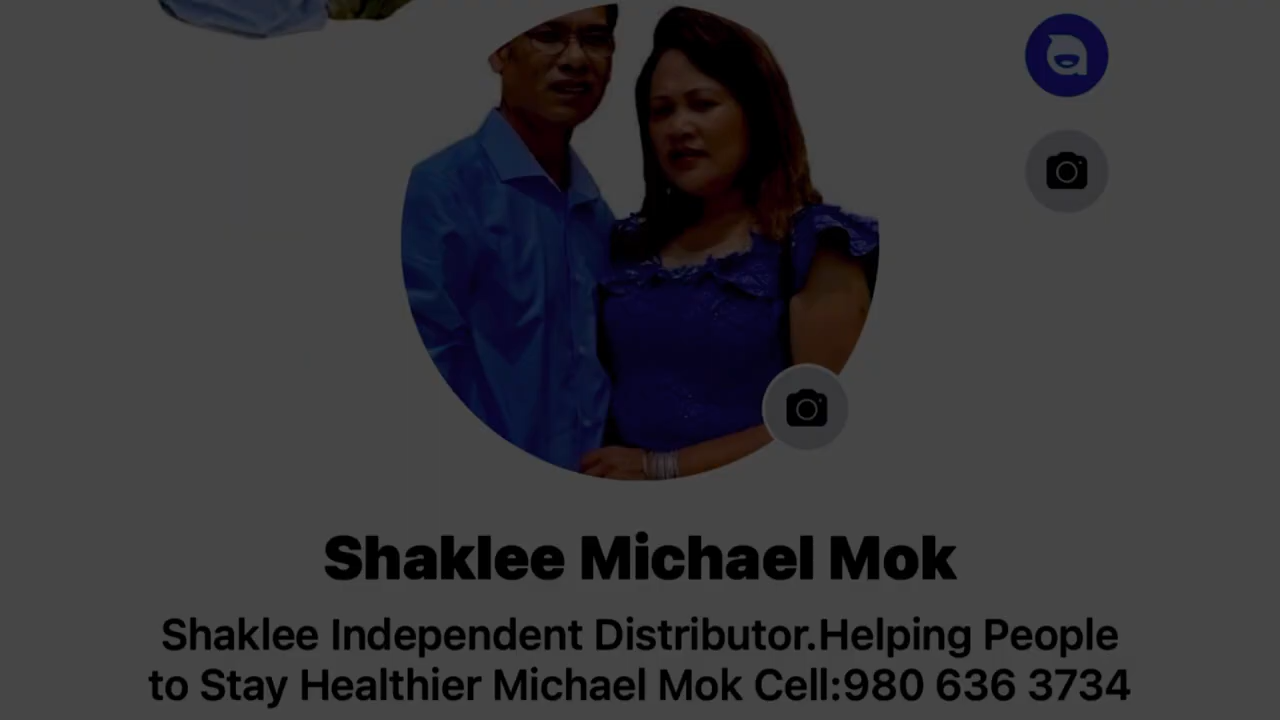 Shaklee Michael Mok
Shaklee Independent Distributor.Helping People
to Stay Healthier Michael Mok Cell:980 636 3734